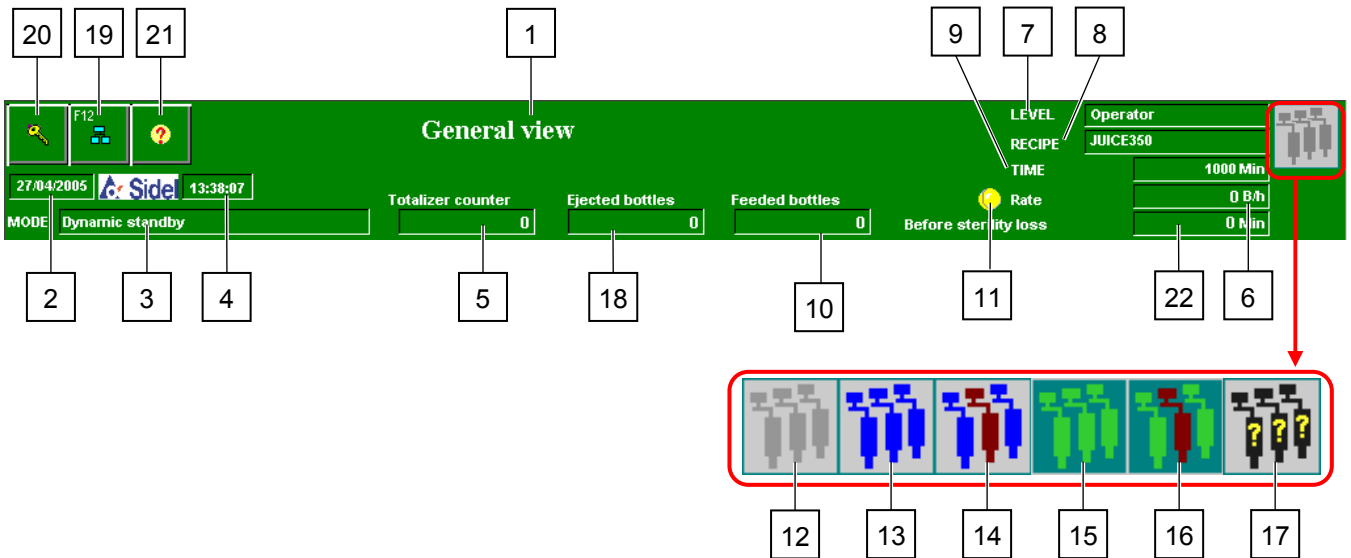 20 19 21 1 9 7 8
F12
General view
LEVEL Operator
RECIPE JUICE350
TIME 1000 Min
27/04/2005 Sidel 13:38:07
Totalizer counter Ejected bottles Feeded bottles Rate 0 B/h
MODE Dynamic standby 0 0 0 Before sterility loss 0 Min
2 3 4 5 18 10 11 22 6
? ? ?
12 13 14 15 16 17